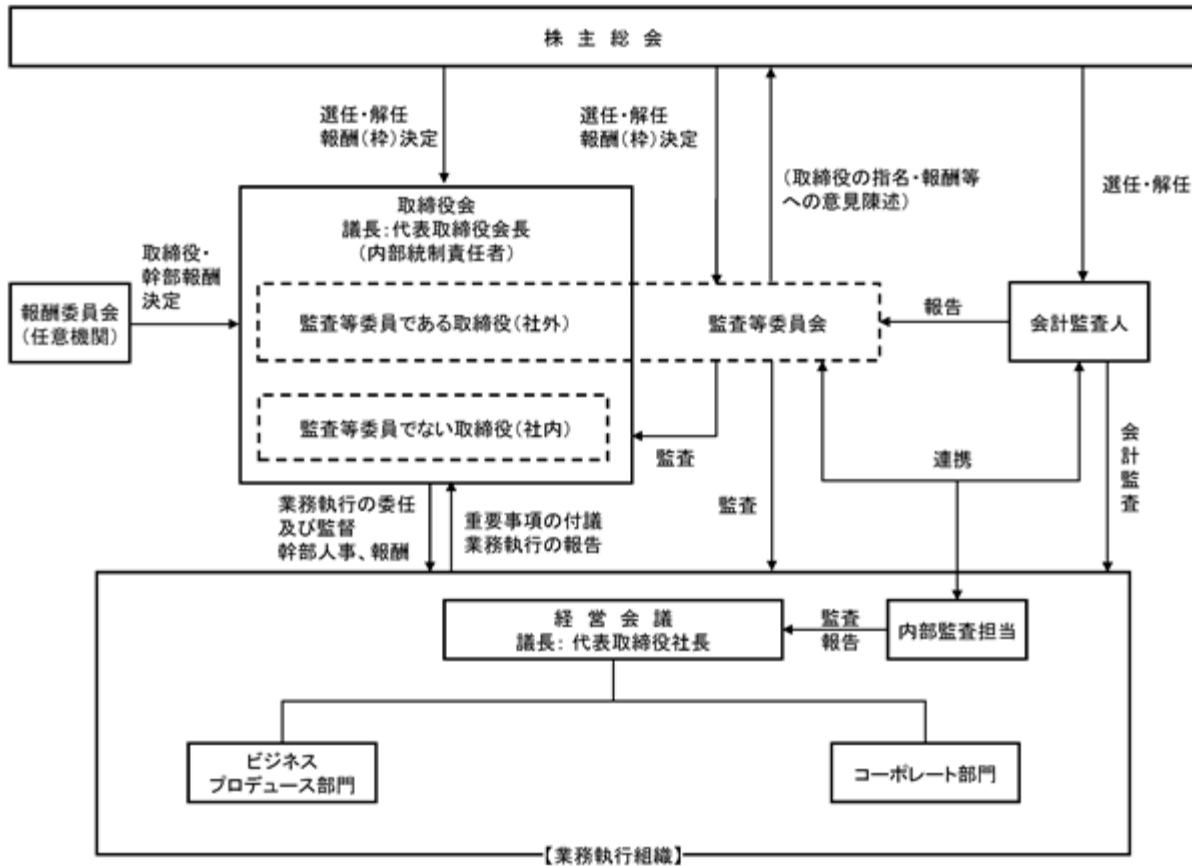 株 主 総 会
選任・解任
報酬(枠)決定
選任・解任
報酬(枠)決定
(取締役の指名・報酬等
への意見陳述)
選任・解任
取締役会
議長:代表取締役会長
(内部統制責任者)
取締役・
幹部報酬
決定
報酬委員会
(任意機関)
監査等委員である取締役(社外)
監査等委員会
報告
会計監査人
監査等委員でない取締役(社内)
監査
連携
会計監査
業務執行の委任
及び監督
幹部人事、報酬
重要事項の付議
業務執行の報告
監査
経 営 会 議
議長: 代表取締役社長
監査
報告
内部監査担当
ビジネス
プロデュース部門
コーポレート部門
【業務執行組織】